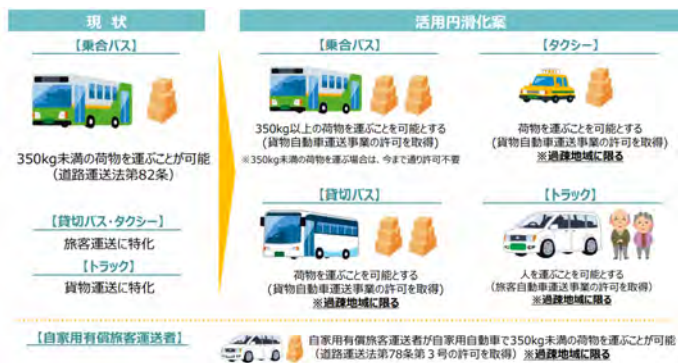 現 状
【乗合バス】
350kg未満の荷物を運ぶことが可能
（道路運送法第82条）
【貸切バス・タクシー】
旅客運送に特化
【トラック】
貨物運送に特化
活用円滑化案
【乗合バス】
350kg以上の荷物を運ぶことを可能とする
(貨物自動車運送事業の許可を取得)
※350kg未満の荷物を運ぶ場合は、今まで通り許可不要
【タクシー】
荷物を運ぶことを可能とする
(貨物自動車運送事業の許可を取得)
※過疎地域に限る
【貸切バス】
荷物を運ぶことを可能とする
(貨物自動車運送事業の許可を取得)
※過疎地域に限る
【トラック】
人を運ぶことを可能とする
(旅客自動車運送事業の許可を取得)
※過疎地域に限る
【自家用有償旅客運送者】
自家用有償旅客運送者が自家用自動車で350kg未満の荷物を運ぶことが可能
（道路運送法第78条第３号の許可を取得） ※過疎地域に限る